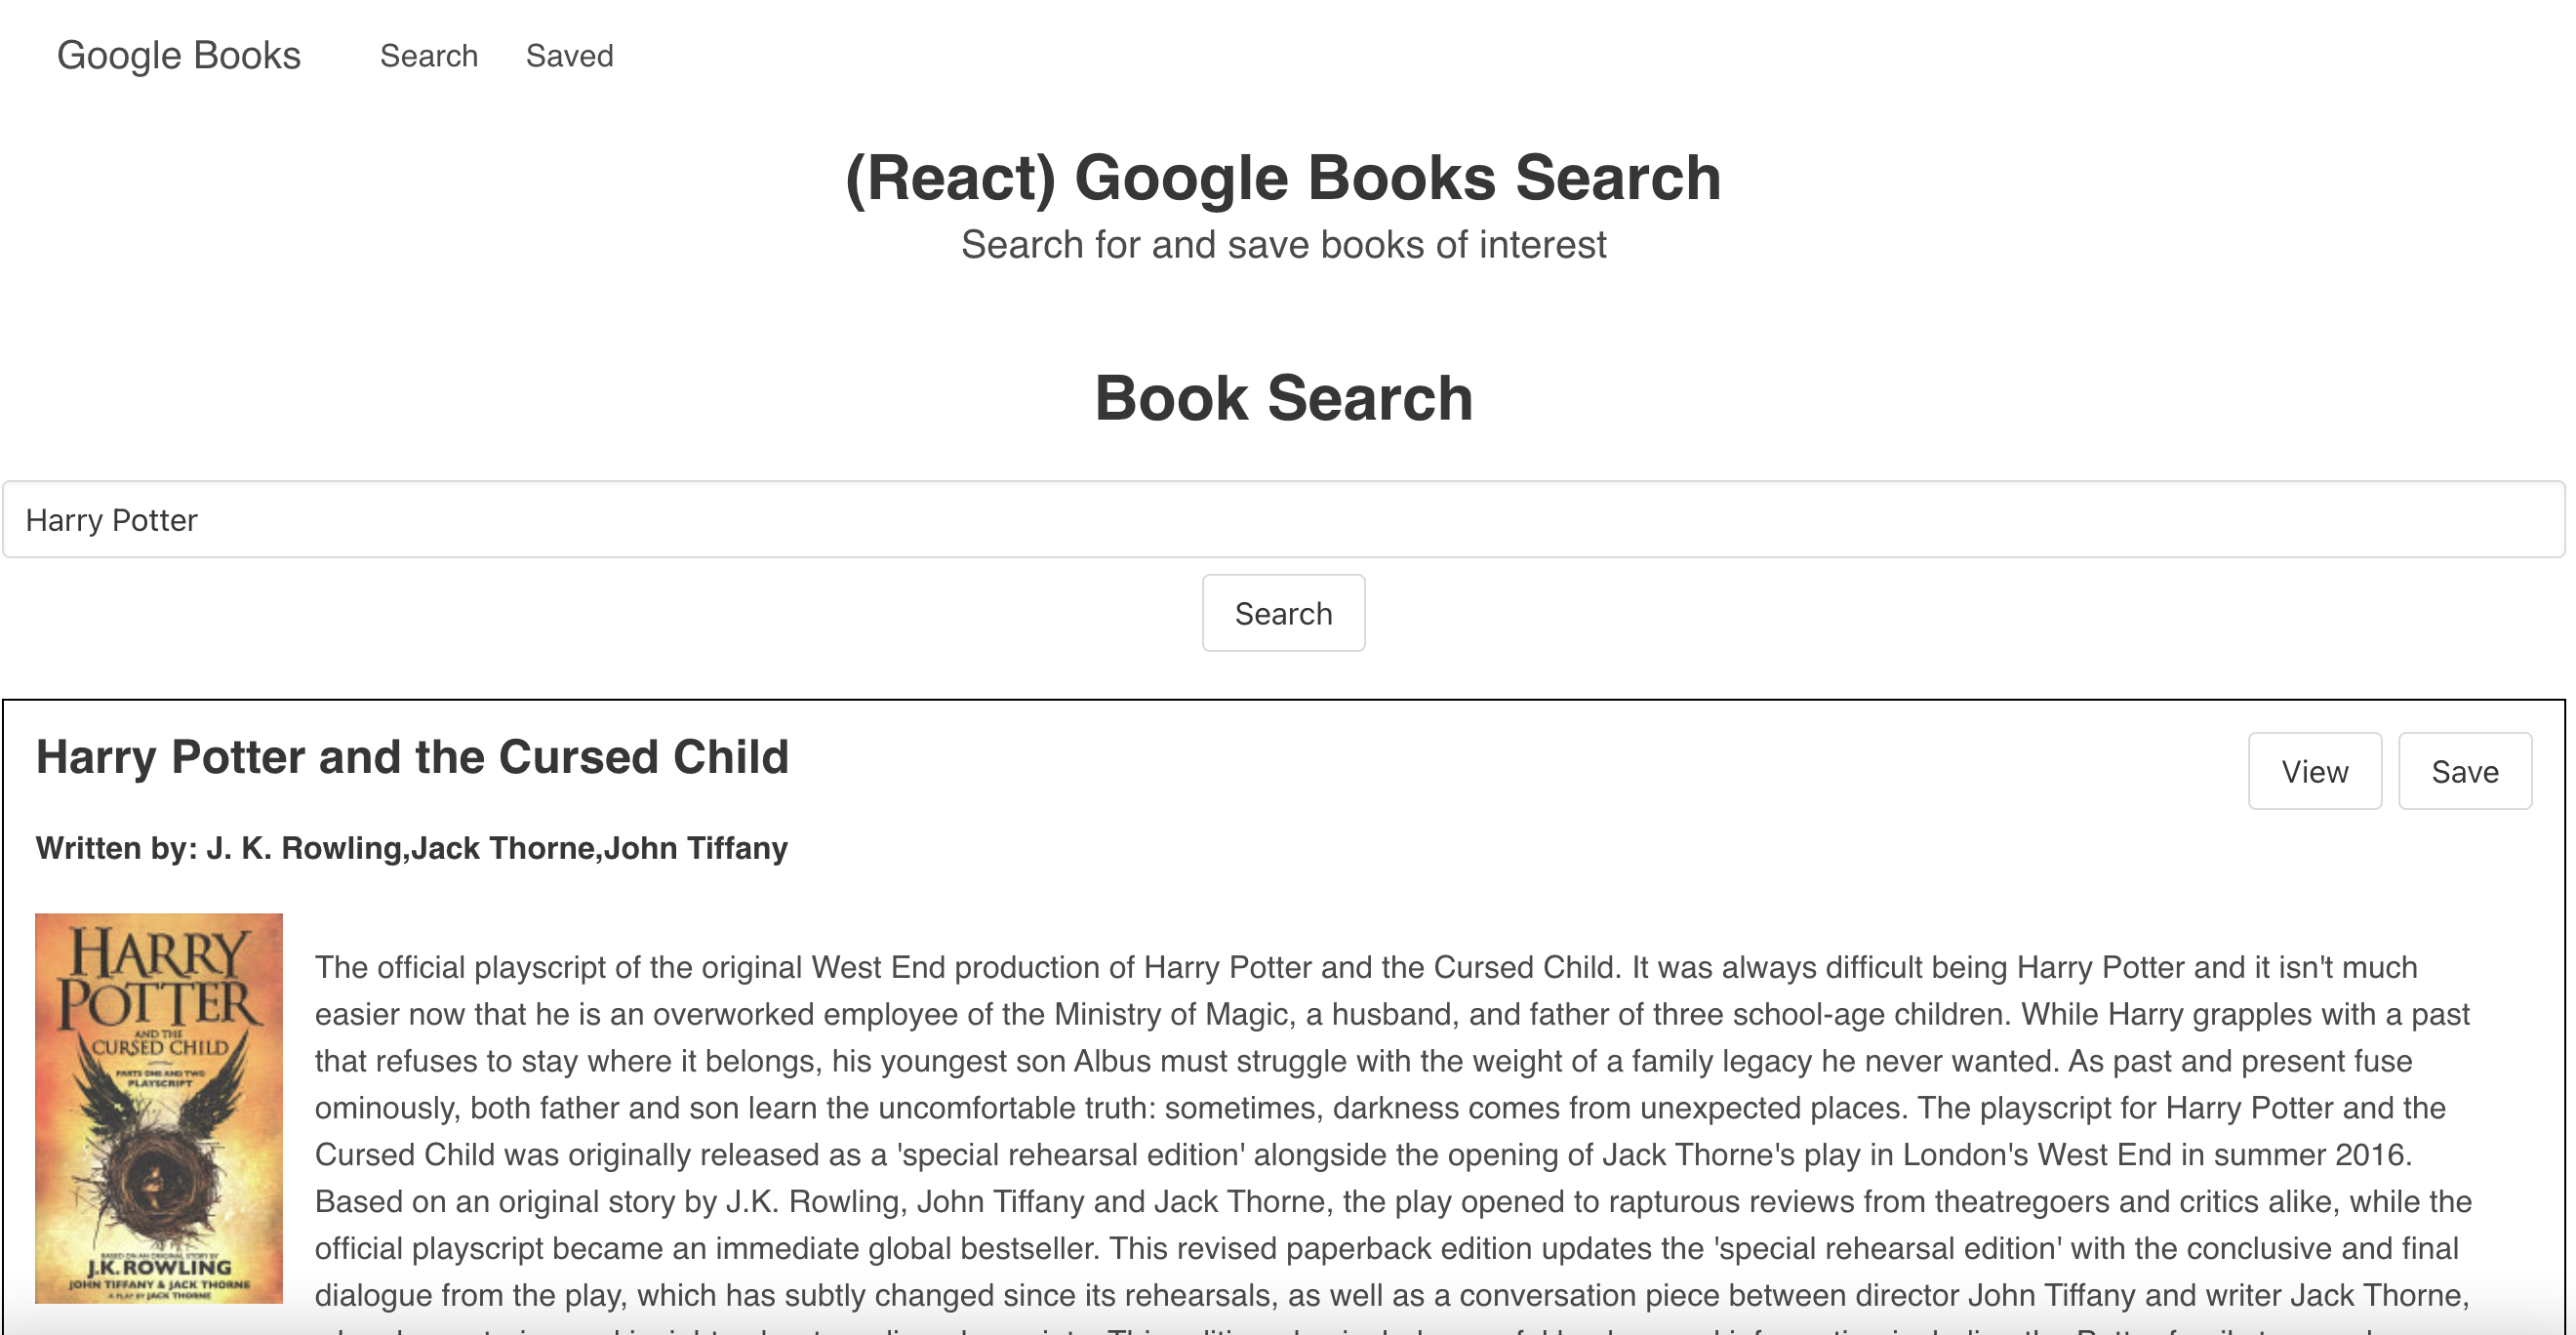 Google Books Search Saved
(React) Google Books Search
Search for and save books of interest
Book Search
Harry Potter
Search
Harry Potter and the Cursed Child
View Save
Written by: J. K. Rowling,Jack Thorne,John Tiffany
HARRY
POTTER
AND THE
CURSED CHILD
PARTS ONE AND TWO
PLAYSCRIPT
BASED ON AN ORIGINAL STORY BY
J.K. ROWLING
JOHN TIFFANY & JACK THORNE
A PLAY BY JACK THORNE
The official playscript of the original West End production of Harry Potter and the Cursed Child. It was always difficult being Harry Potter and it isn't much
easier now that he is an overworked employee of the Ministry of Magic, a husband, and father of three school-age children. While Harry grapples with a past
that refuses to stay where it belongs, his youngest son Albus must struggle with the weight of a family legacy he never wanted. As past and present fuse
ominously, both father and son learn the uncomfortable truth: sometimes, darkness comes from unexpected places. The playscript for Harry Potter and the
Cursed Child was originally released as a 'special rehearsal edition' alongside the opening of Jack Thorne's play in London's West End in summer 2016.
Based on an original story by J.K. Rowling, John Tiffany and Jack Thorne, the play opened to rapturous reviews from theatregoers and critics alike, while the
official playscript became an immediate global bestseller. This revised paperback edition updates the 'special rehearsal edition' with the conclusive and final
dialogue from the play, which has subtly changed since its rehearsals, as well as a conversation piece between director John Tiffany and writer Jack Thorne,